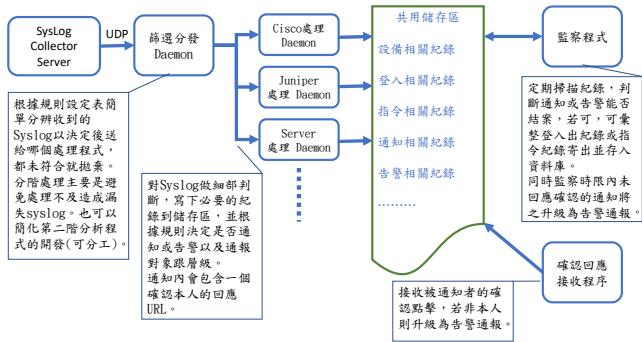 SysLog
Collector
Server
UDP
篩選分發
Daemon
Cisco處理
Daemon
Juniper
處理 Daemon
Server
處理 Daemon
共用儲存區
設備相關紀錄
登入相關紀錄
指令相關紀錄
通知相關紀錄
告警相關紀錄
………
監察程式
確認回應
接收程序
根據規則設定表簡
單分辨收到的
Syslog以決定後送
給哪個處理程式，
都未符合就拋棄。
分階處理主要是避
免處理不及造成漏
失syslog。也可以
簡化第二階分析程
式的開發(可分工)。
對Syslog做細部判
斷，寫下必要的紀
錄到儲存區，並根
據規則決定是否通知
或告警以及通報
對象跟層級。
通知內會包含一個
確認本人的回應
URL。
定期掃描紀錄，判
斷通知或告警能否
結案，若可，可彙
整登入出紀錄或指
令紀錄寄出並存入
資料庫。
同時監察時限內未
回應確認的通知將
之升級為告警通報。
接收被通知者的確
認點擊，若非本人
則升級為告警通報。